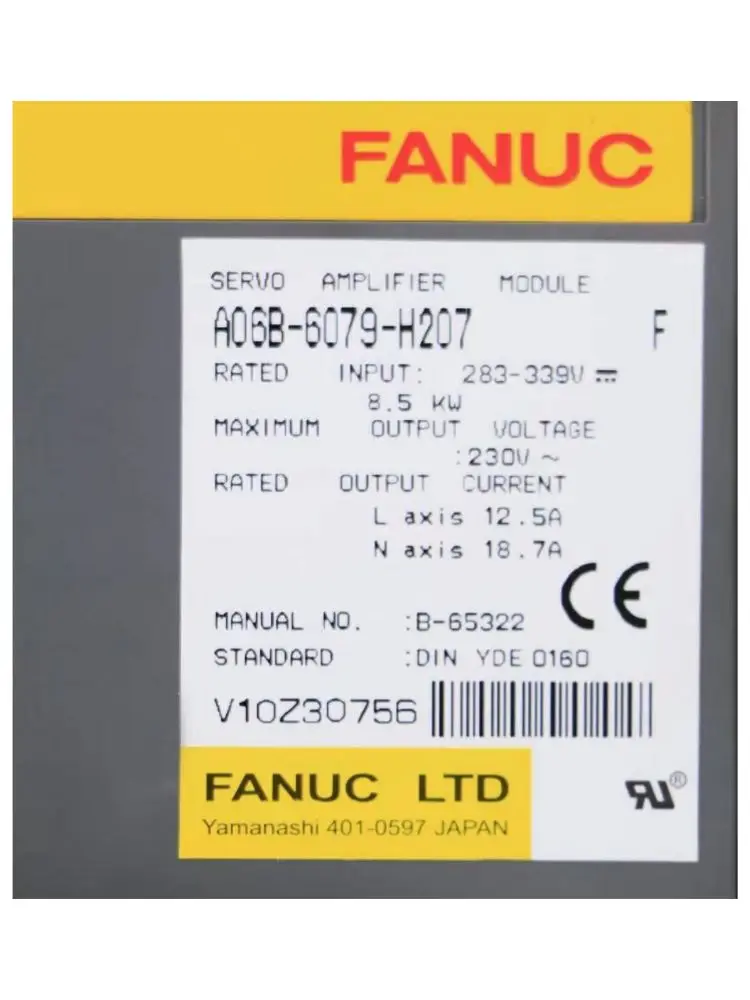 FANUC
SERVO AMPLIFIER MODULE
A06B-6079-H207 F
RATED INPUT: 283-339V ⎓
8.5 KW
MAXIMUM OUTPUT VOLTAGE
:230V ~
RATED OUTPUT CURRENT
L axis 12.5A
N axis 18.7A
CE
MANUAL NO. :B-65322
STANDARD :DIN YDE 0160
V10Z30756
FANUC LTD
Yamanashi 401-0597 JAPAN
RU®